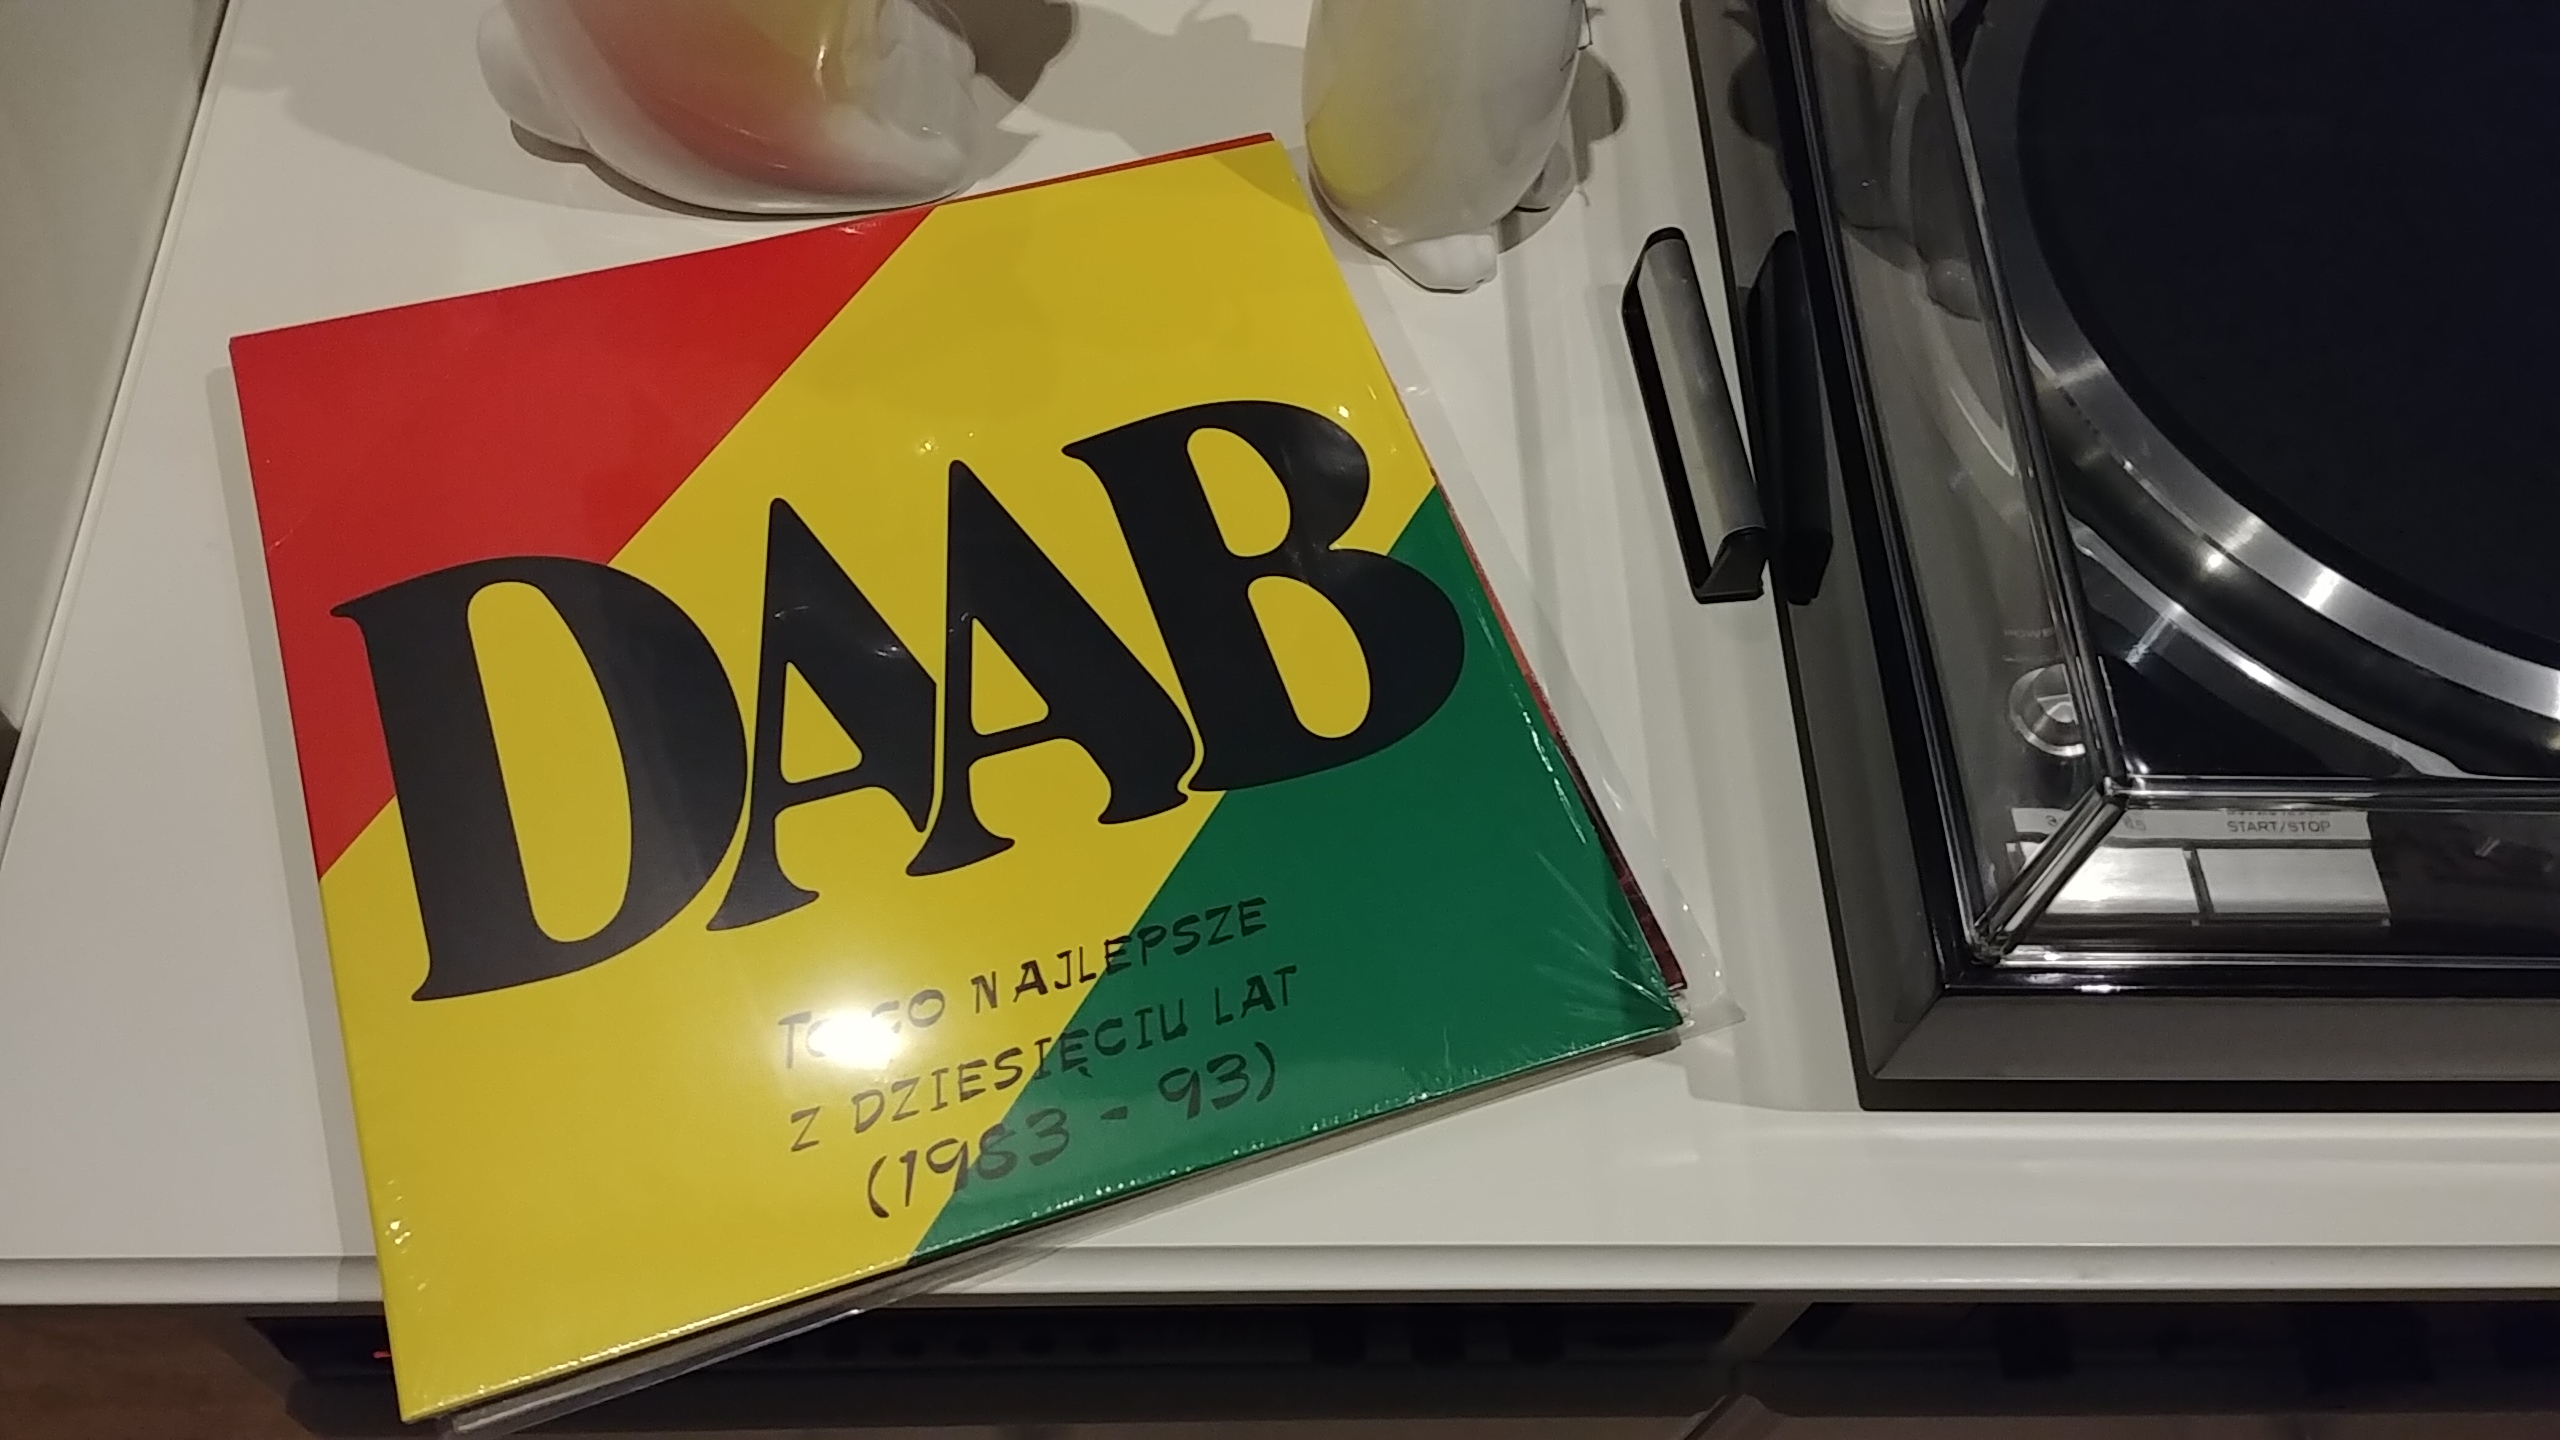 DAAB
TO CO NAJLEPSZE
Z DZIESIĘCIU LAT
(1983 - 93)
START/STOP